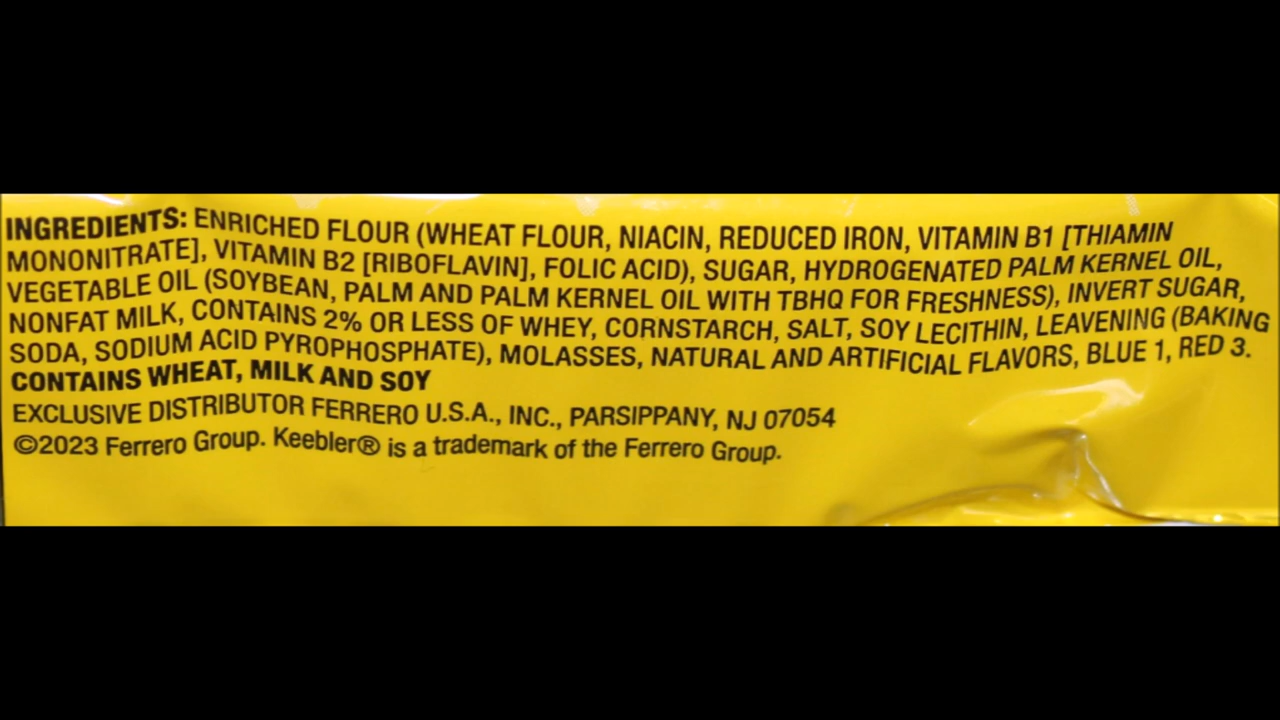 INGREDIENTS: ENRICHED FLOUR (WHEAT FLOUR, NIACIN, REDUCED IRON, VITAMIN B1 [THIAMIN
MONONITRATE], VITAMIN B2 [RIBOFLAVIN], FOLIC ACID), SUGAR, HYDROGENATED PALM KERNEL OIL,
VEGETABLE OIL (SOYBEAN, PALM AND PALM KERNEL OIL WITH TBHQ FOR FRESHNESS), INVERT SUGAR,
NONFAT MILK, CONTAINS 2% OR LESS OF WHEY, CORNSTARCH, SALT, SOY LECITHIN, LEAVENING (BAKING
SODA, SODIUM ACID PYROPHOSPHATE), MOLASSES, NATURAL AND ARTIFICIAL FLAVORS, BLUE 1, RED 3.
CONTAINS WHEAT, MILK AND SOY
EXCLUSIVE DISTRIBUTOR FERRERO U.S.A., INC., PARSIPPANY, NJ 07054
©2023 Ferrero Group. Keebler® is a trademark of the Ferrero Group.